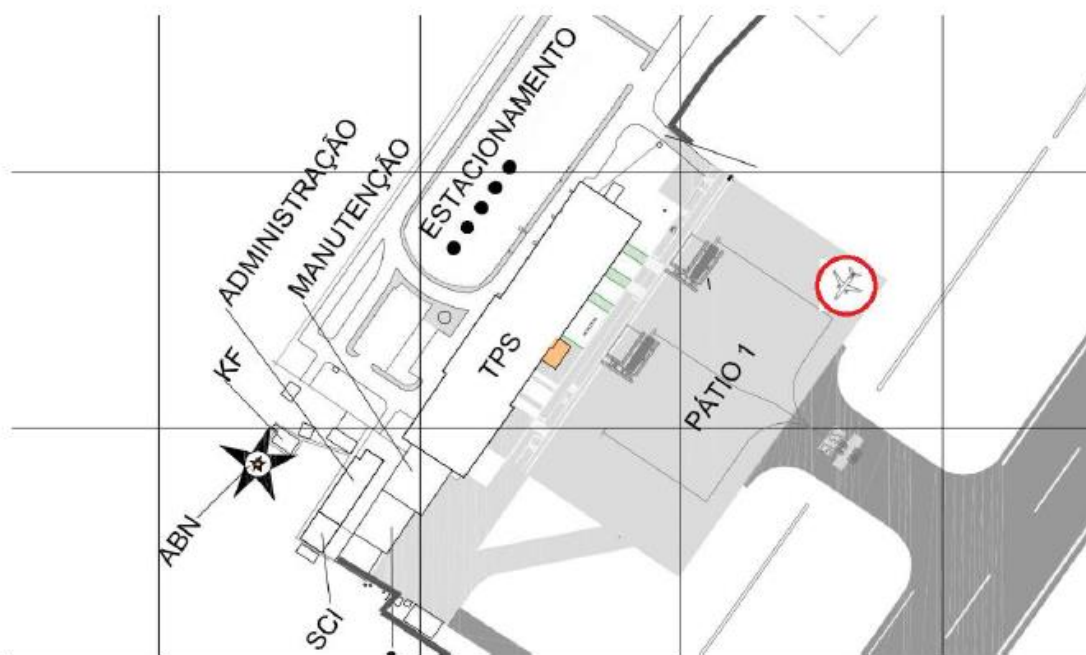 ESTACIONAMENTO
ADMINISTRAÇÃO
MANUTENÇÃO
KF
TPS
PÁTIO 1
ABN
SCI